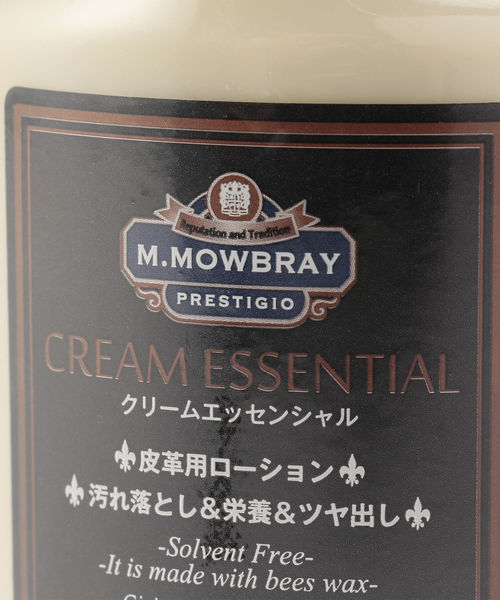 Reputation and Tradition
M.MOWBRAY
PRESTIGIO
CREAM ESSENTIAL
クリームエッセンシャル
皮革用ローション
汚れ落とし&栄養&ツヤ出し
-Solvent Free-
-It is made with bees wax-